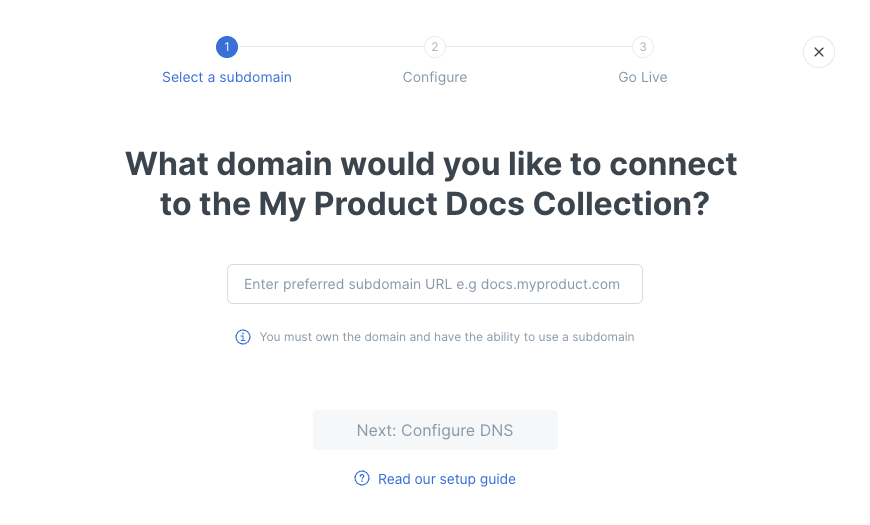 1
2
3
Select a subdomain
Configure
Go Live
What domain would you like to connect
to the My Product Docs Collection?
Enter preferred subdomain URL e.g docs.myproduct.com
You must own the domain and have the ability to use a subdomain
Next: Configure DNS
Read our setup guide